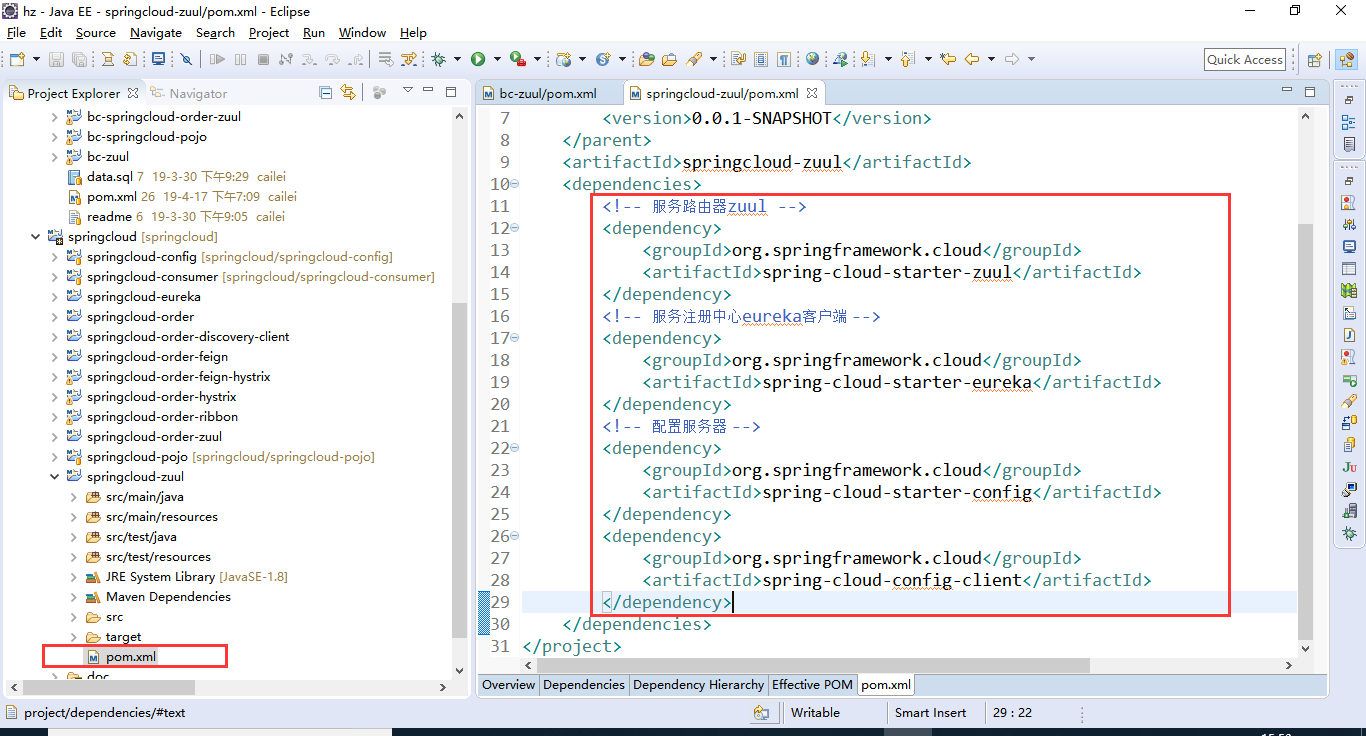 hz - Java EE - springcloud-zuul/pom.xml - Eclipse
File Edit Source Navigate Search Project Run Window Help
Quick Access
Project Explorer
Navigator
bc-springcloud-order-zuul
bc-springcloud-pojo
bc-zuul
data.sql 7 19-3-30 下午9:29 cailei
pom.xml 26 19-4-17 下午7:09 cailei
readme 6 19-3-30 下午9:05 cailei
springcloud [springcloud]
springcloud-config [springcloud/springcloud-config]
springcloud-consumer [springcloud/springcloud-consumer]
springcloud-eureka
springcloud-order
springcloud-order-discovery-client
springcloud-order-feign
springcloud-order-feign-hystrix
springcloud-order-hystrix
springcloud-order-ribbon
springcloud-order-zuul
springcloud-pojo [springcloud/springcloud-pojo]
springcloud-zuul
src/main/java
src/main/resources
src/test/java
src/test/resources
JRE System Library [JavaSE-1.8]
Maven Dependencies
src
target
pom.xml
doc
bc-zuul/pom.xml
springcloud-zuul/pom.xml
7 <version>0.0.1-SNAPSHOT</version>
8 </parent>
9 <artifactId>springcloud-zuul</artifactId>
10 <dependencies>
11 <!-- 服务路由器zuul -->
12 <dependency>
13 <groupId>org.springframework.cloud</groupId>
14 <artifactId>spring-cloud-starter-zuul</artifactId>
15 </dependency>
16 <!-- 服务注册中心eureka客户端 -->
17 <dependency>
18 <groupId>org.springframework.cloud</groupId>
19 <artifactId>spring-cloud-starter-eureka</artifactId>
20 </dependency>
21 <!-- 配置服务器 -->
22 <dependency>
23 <groupId>org.springframework.cloud</groupId>
24 <artifactId>spring-cloud-starter-config</artifactId>
25 </dependency>
26 <dependency>
27 <groupId>org.springframework.cloud</groupId>
28 <artifactId>spring-cloud-config-client</artifactId>
29 </dependency>
30 </dependencies>
31 </project>
Overview Dependencies Dependency Hierarchy Effective POM pom.xml
project/dependencies/#text
Writable
Smart Insert
29 : 22